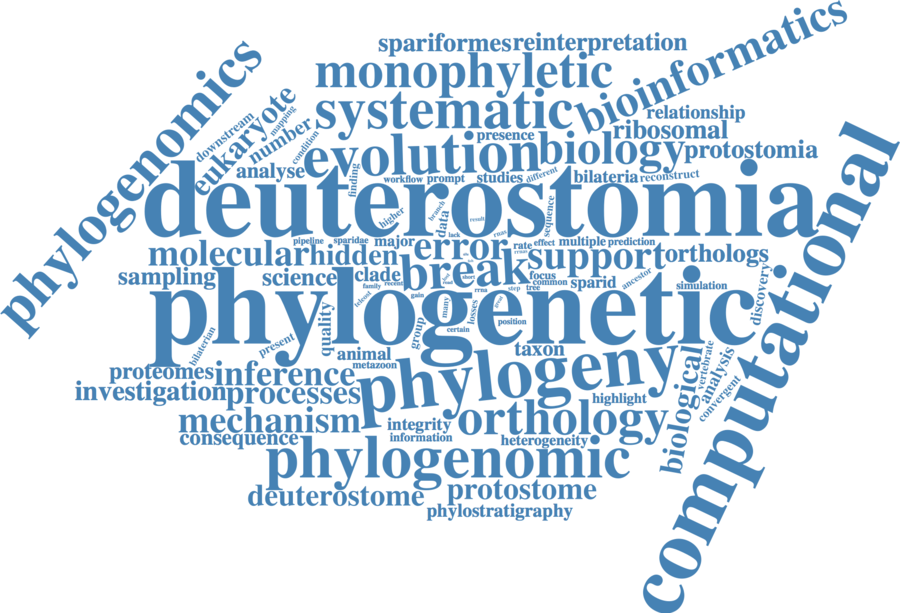 spariformes reinterpretation
bioinformatics
phylogenomics
monophyletic
systematic
relationship
ribosomal
eukaryote
downstream
mapping
number
condition
presence
evolution
biology
protostomia
analyse
finding
workflow prompt studies different bilateria reconstruct
deuterostomia
higher
branch
data
sequence
result
lack
rnas
pipeline sparidae major
error
rate effect multiple prediction
molecular hidden
support
orthologs
break
sampling science clade
focus
common
sparid
ancestor
simulation
discovery
family recent
teleost
gain
short
rrna
step
tree
many
losses
great
position
certain
group
phylogenetic
computational
quality
bilaterian
present
animal
metazoon
taxon
proteomes inference
phylogeny
biological
vertebrate
analysis
convergent
investigation processes
highlight
mechanism
integrity
orthology
consequence
information
heterogeneity
phylogenomic
deuterostome
protostome
phylostratigraphy